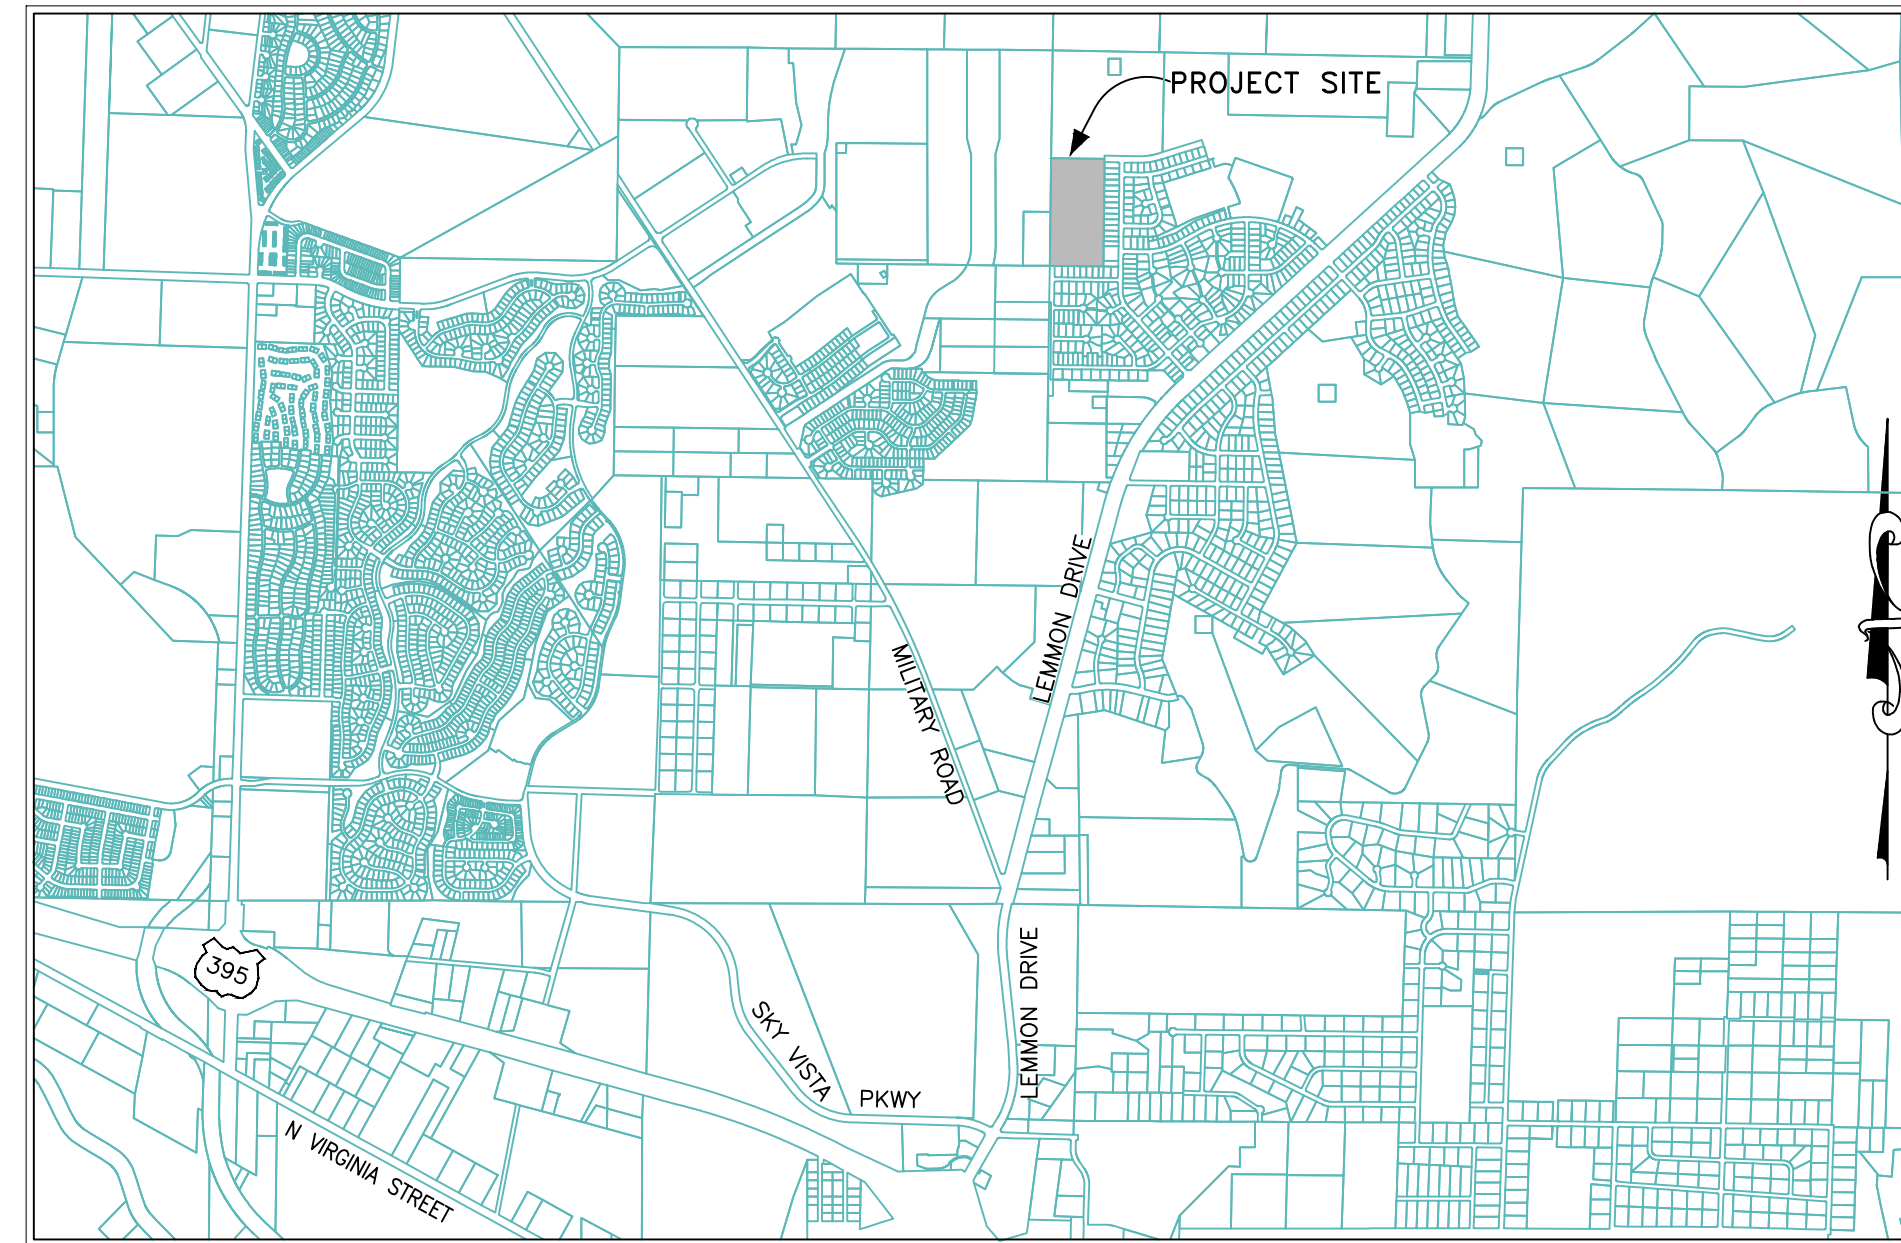 PROJECT SITE
LEMMON DRIVE
MILITARY ROAD
395
LEMMON DRIVE
SKY VISTA
PKWY
N VIRGINIA STREET